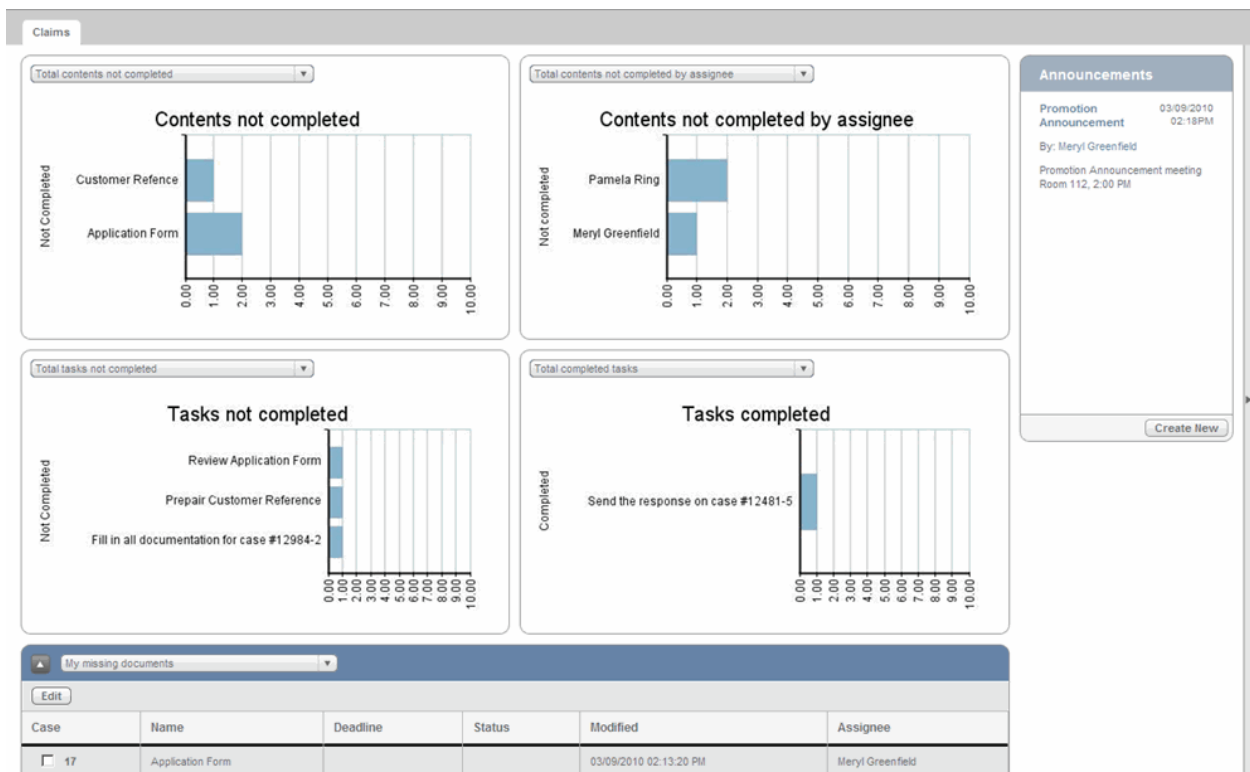 Claims
Total contents not completed
Contents not completed
Not Completed
Customer Refence
Application Form
0.00 1.00 2.00 3.00 4.00 5.00 6.00 7.00 8.00 9.00 10.00
Total contents not completed by assignee
Contents not completed by assignee
Not completed
Pamela Ring
Meryl Greenfield
0.00 1.00 2.00 3.00 4.00 5.00 6.00 7.00 8.00 9.00 10.00
Announcements
Promotion Announcement 03/09/2010 02:18PM
By: Meryl Greenfield
Promotion Announcement meeting
Room 112, 2:00 PM
Create New
Total tasks not completed
Tasks not completed
Not Completed
Review Application Form
Prepair Customer Reference
Fill in all documentation for case #12984-2
0.00 1.00 2.00 3.00 4.00 5.00 6.00 7.00 8.00 9.00 10.00
Total completed tasks
Tasks completed
Completed
Send the response on case #12481-5
0.00 1.00 2.00 3.00 4.00 5.00 6.00 7.00 8.00 9.00 10.00
My missing documents
Edit
Case Name Deadline Status Modified Assignee
17 Application Form 03/09/2010 02:13:20 PM Meryl Greenfield